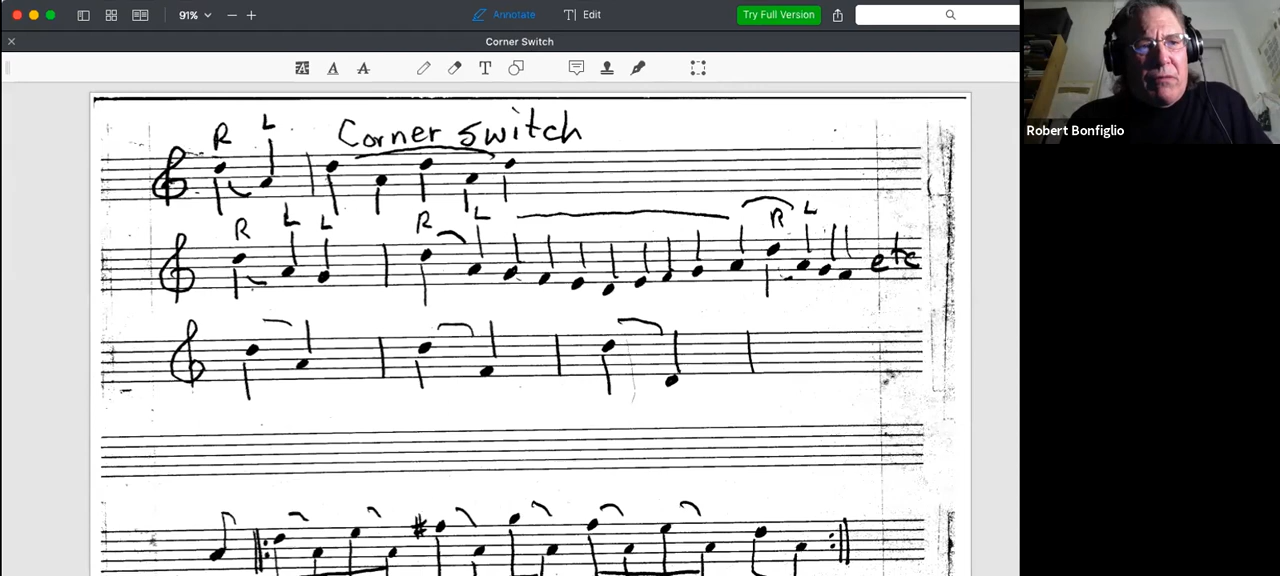 91% Annotate T| Edit Try Full Version
Corner Switch
A A A T
Robert Bonfiglio
R L Corner switch
R L L R L R L etc